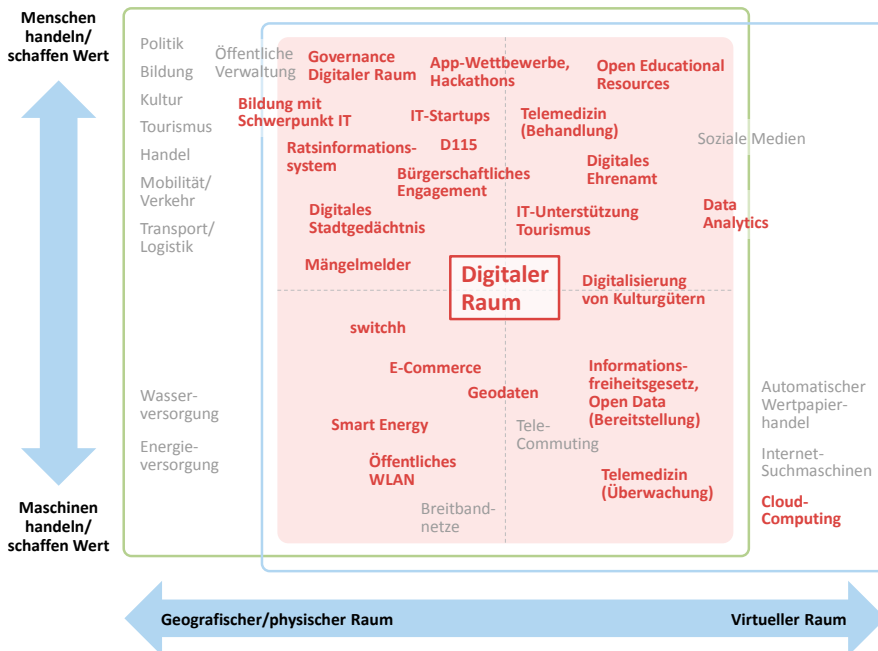 Menschen
handeln/
schaffen Wert
Politik
Bildung
Kultur
Tourismus
Handel
Mobilität/
Verkehr
Transport/
Logistik
Öffentliche
Verwaltung
Governance
Digitaler Raum
App-Wettbewerbe,
Hackathons
Open Educational
Resources
Bildung mit
Schwerpunkt IT
IT-Startups
Telemedizin
(Behandlung)
Soziale Medien
Ratsinformations-
system
D115
Bürgerschaftliches
Engagement
Digitales
Ehrenamt
Digitales
Stadtgedächtnis
IT-Unterstützung
Tourismus
Data
Analytics
Mängelmelder
Digitaler
Raum
Digitalisierung
von Kulturgütern
switchh
E-Commerce
Geodaten
Informations-
freiheitsgesetz,
Open Data
(Bereitstellung)
Automatischer
Wertpapier-
handel
Wasser-
versorgung
Smart Energy
Tele-
Commuting
Energie-
versorgung
Öffentliches
WLAN
Telemedizin
(Überwachung)
Internet-
Suchmaschinen
Breitband-
netze
Cloud-
Computing
Maschinen
handeln/
schaffen Wert
Geografischer/physischer Raum
Virtueller Raum